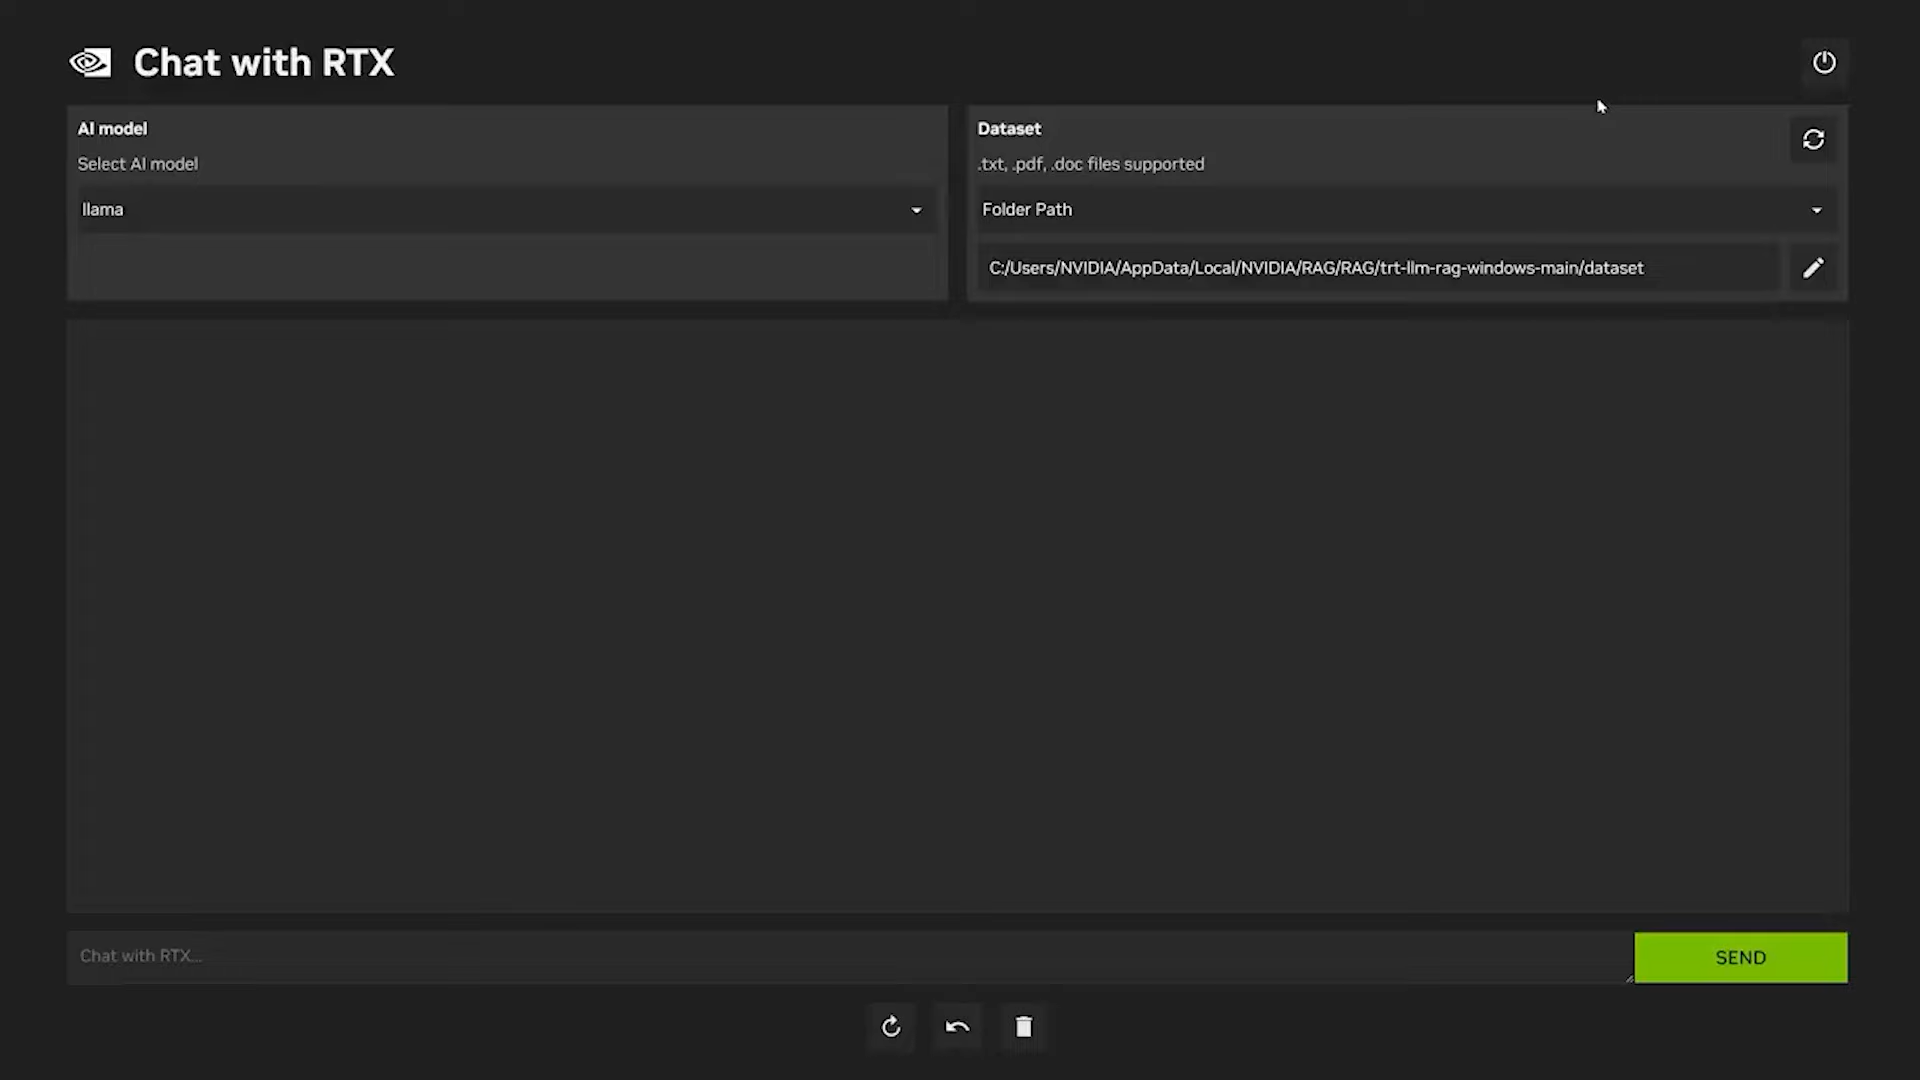 Chat with RTX
AI model
Select AI model
llama
Dataset
.txt, .pdf, .doc files supported
Folder Path
C:/Users/NVIDIA/AppData/Local/NVIDIA/RAG/RAG/trt-llm-rag-windows-main/dataset
Chat with RTX...
SEND